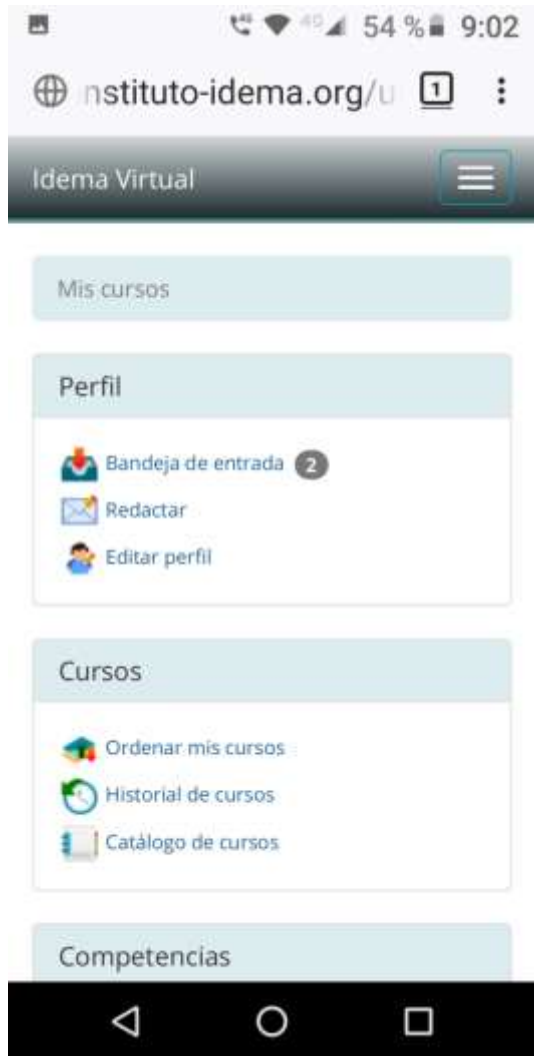 4G 54 % 9:02
nstituto-idema.org/u 1
Idema Virtual
Mis cursos
Perfil
Bandeja de entrada 2
Redactar
Editar perfil
Cursos
Ordenar mis cursos
Historial de cursos
Catálogo de cursos
Competencias